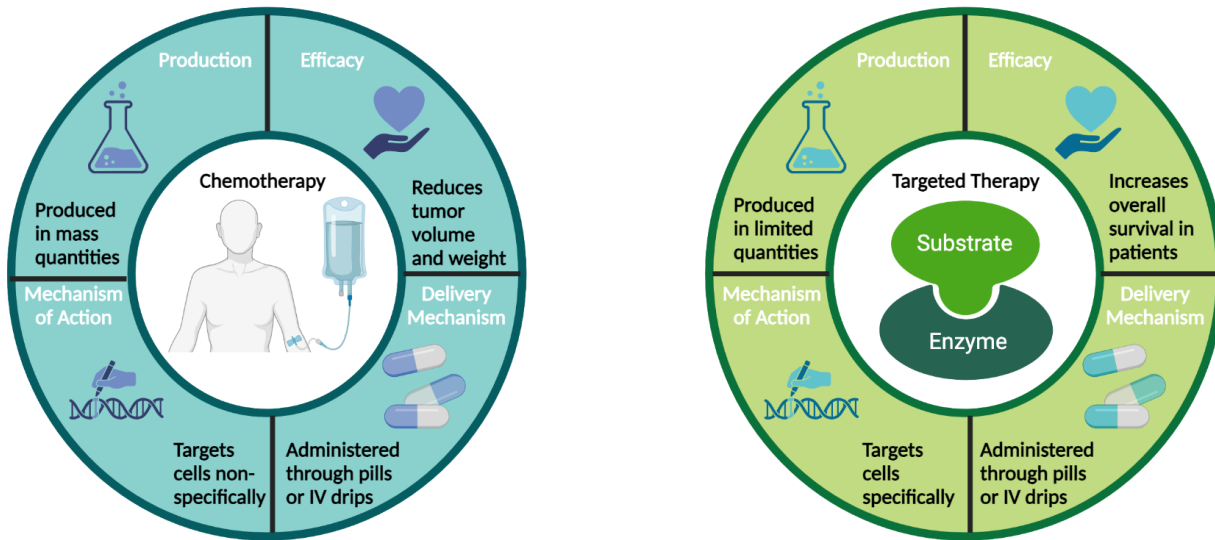 Production
Efficacy
Chemotherapy
Produced
in mass
quantities
Reduces
tumor
volume
and weight
Mechanism
of Action
Delivery
Mechanism
Targets
cells non-
specifically
Administered
through pills
or IV drips
Production
Efficacy
Targeted Therapy
Produced
in limited
quantities
Substrate
Enzyme
Increases
overall
survival in
patients
Mechanism
of Action
Delivery
Mechanism
Targets
cells
specifically
Administered
through pills
or IV drips